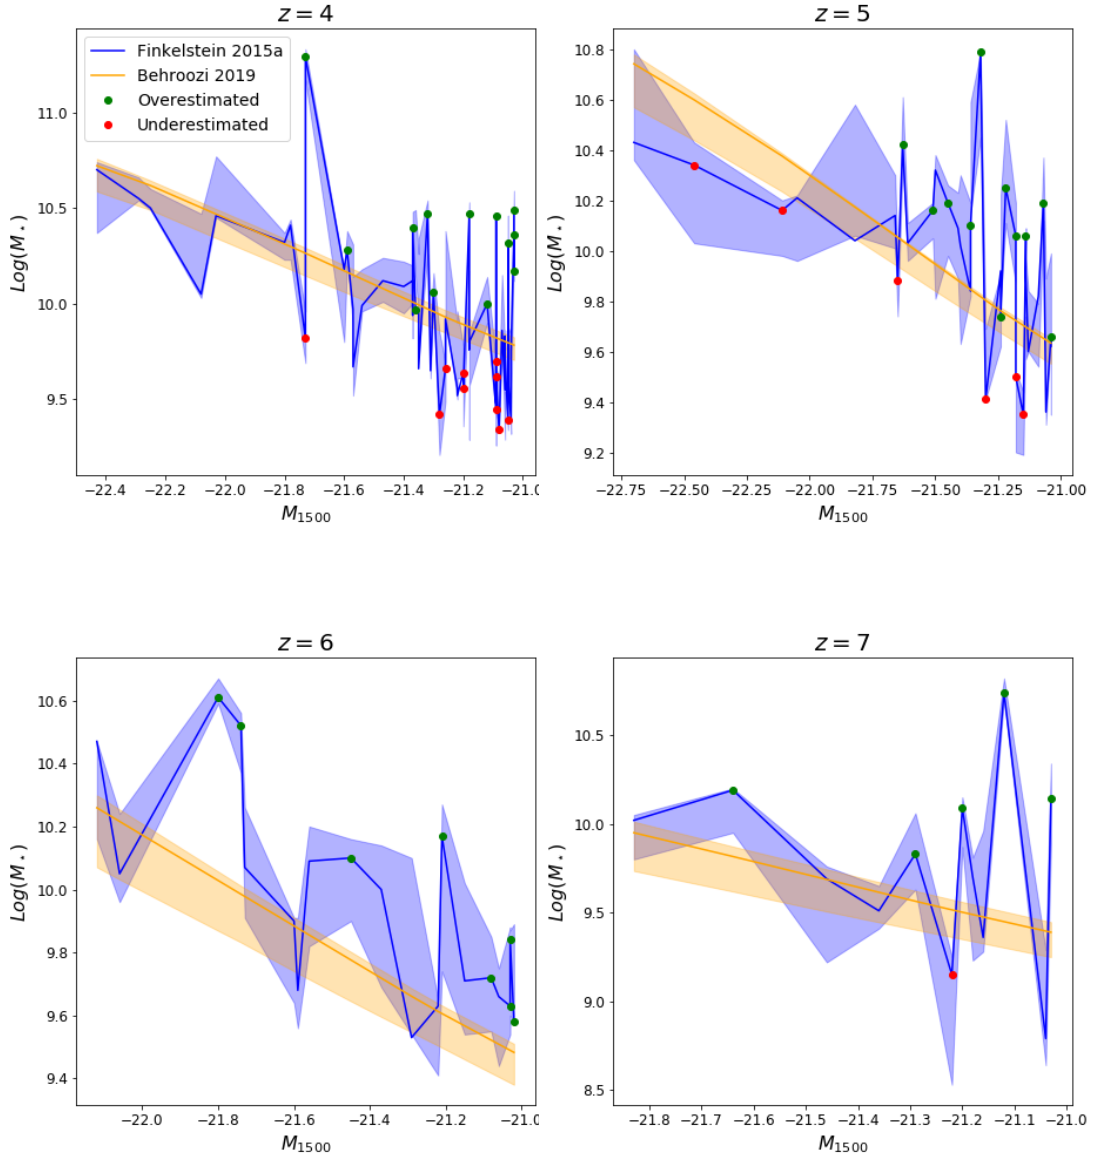 z = 4
Finkelstein 2015a
Behroozi 2019
Overestimated
Underestimated
11.0
10.5
10.0
9.5
Log(M⋆)
−22.4 −22.2 −22.0 −21.8 −21.6 −21.4 −21.2 −21.0
M1500
z = 5
10.8
10.6
10.4
10.2
10.0
9.8
9.6
9.4
9.2
Log(M⋆)
−22.75 −22.50 −22.25 −22.00 −21.75 −21.50 −21.25 −21.00
M1500
z = 6
10.6
10.4
10.2
10.0
9.8
9.6
9.4
Log(M⋆)
−22.0 −21.8 −21.6 −21.4 −21.2 −21.0
M1500
z = 7
10.5
10.0
9.5
9.0
8.5
Log(M⋆)
−21.8 −21.7 −21.6 −21.5 −21.4 −21.3 −21.2 −21.1 −21.0
M1500